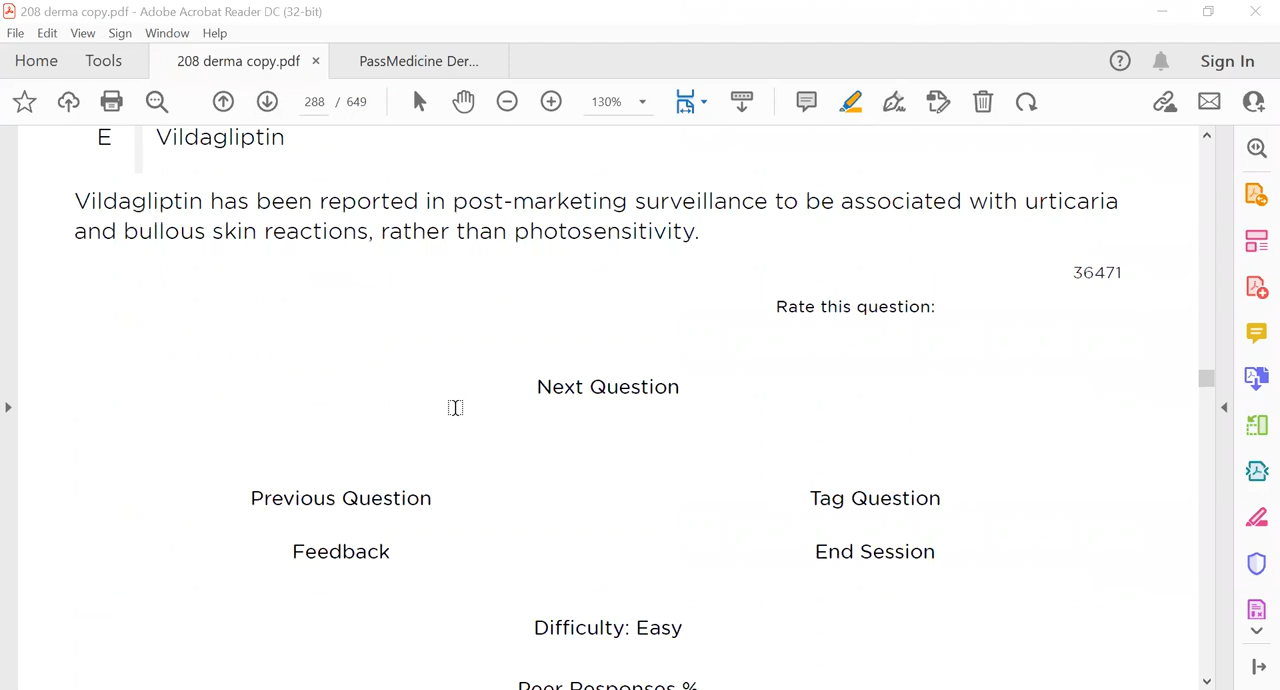 208 derma copy.pdf - Adobe Acrobat Reader DC (32-bit)
File Edit View Sign Window Help
Home Tools 208 derma copy.pdf × PassMedicine Der... Sign In
288 / 649 130%
E Vildagliptin
Vildagliptin has been reported in post-marketing surveillance to be associated with urticaria
and bullous skin reactions, rather than photosensitivity.
36471
Rate this question:
Next Question
Previous Question Tag Question
Feedback End Session
Difficulty: Easy
Peer Responses %